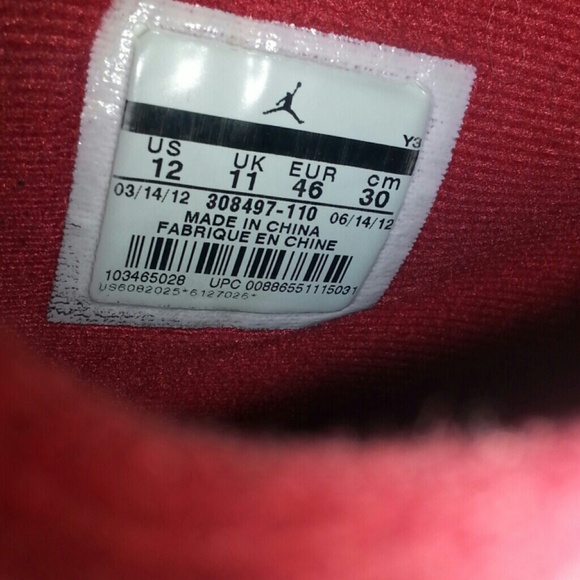 Y3
US UK EUR cm
12 11 46 30
03/14/12 308497-110 06/14/12
MADE IN CHINA
FABRIQUE EN CHINE
103465028 UPC 00886551115031
US6082025*6127026*